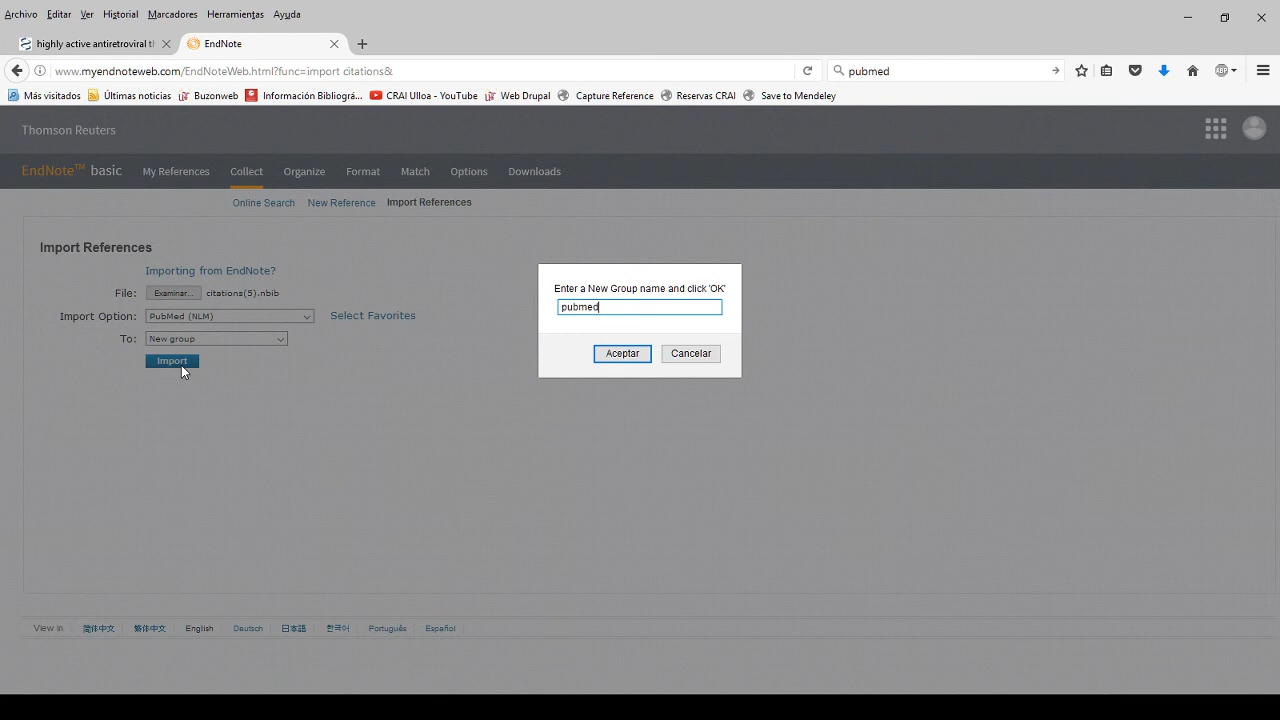 Archivo Editar Ver Historial Marcadores Herramientas Ayuda
highly active antiretroviral t
EndNote
www.myendnoteweb.com/EndNoteWeb.html?func=import citations&
pubmed
Más visitados Últimas noticias Buzonweb Información Bibliográ... CRAI Ulloa - YouTube Web Drupal Capture Reference Reservas CRAI Save to Mendeley
Thomson Reuters
EndNote™ basic My References Collect Organize Format Match Options Downloads
Online Search New Reference Import References
Import References
Importing from EndNote?
File: Examinar... citations(5).nbib
Import Option: PubMed (NLM) Select Favorites
To: New group
Import
Enter a New Group name and click 'OK'
pubmed
Aceptar Cancelar
View in 简体中文 繁体中文 English Deutsch 日本語 한국어 Português Español